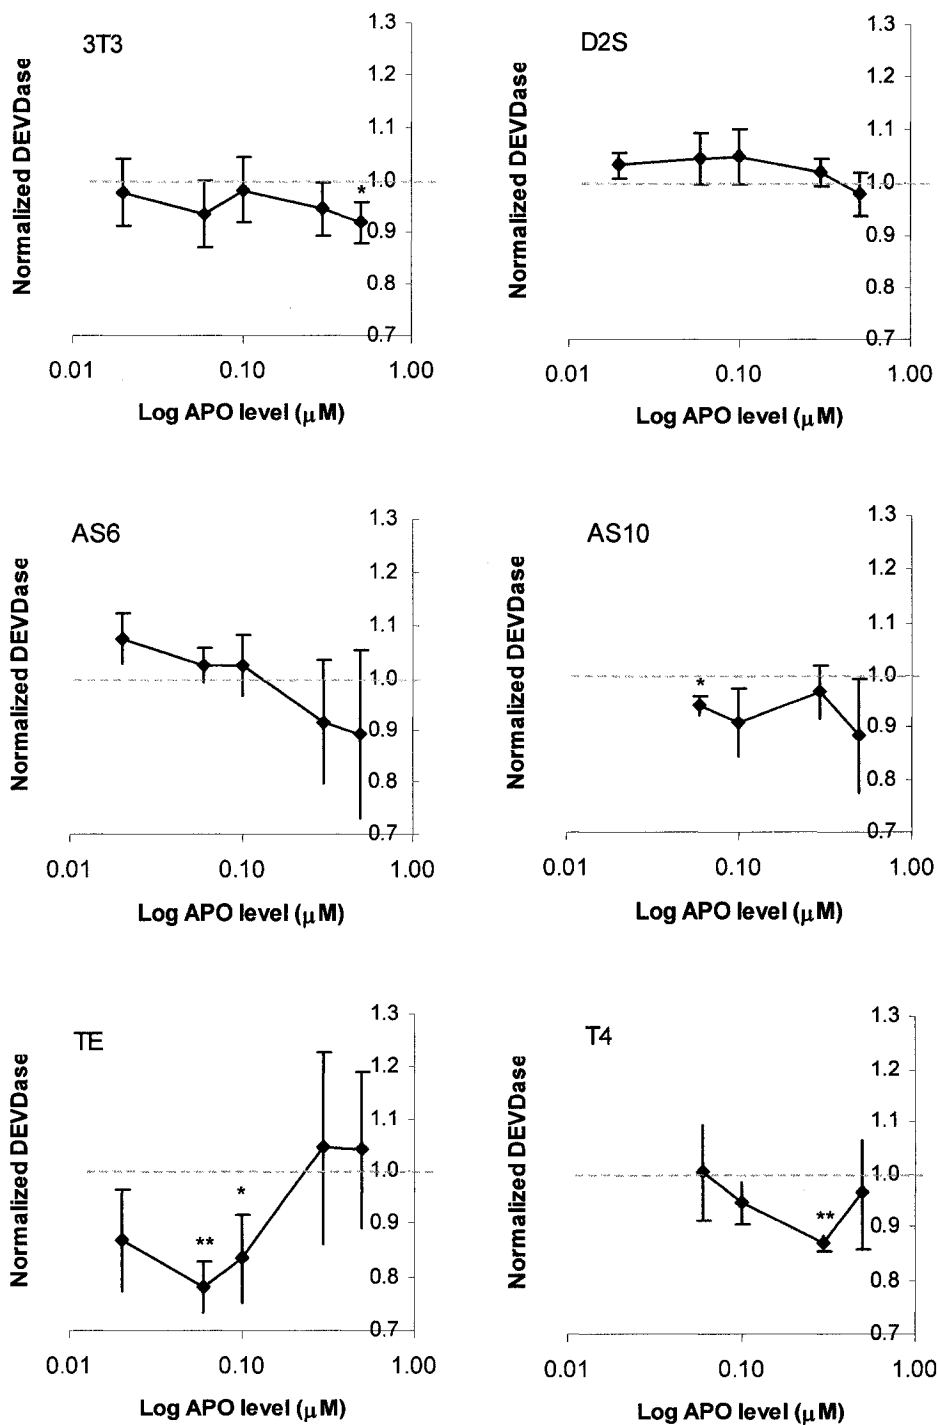 3T3
Normalized DEVDase
1.3
1.2
1.1
1.0
*
0.9
0.8
0.7
0.01 0.10 1.00
Log APO level (μM)
D2S
Normalized DEVDase
1.3
1.2
1.1
1.0
0.9
0.8
0.7
0.01 0.10 1.00
Log APO level (μM)
AS6
Normalized DEVDase
1.3
1.2
1.1
1.0
0.9
0.8
0.7
0.01 0.10 1.00
Log APO level (μM)
AS10
Normalized DEVDase
1.3
1.2
1.1
1.0
*
0.9
0.8
0.7
0.01 0.10 1.00
Log APO level (μM)
TE
Normalized DEVDase
1.3
1.2
1.1
1.0
** *
0.9
0.8
0.7
0.01 0.10 1.00
Log APO level (μM)
T4
Normalized DEVDase
1.3
1.2
1.1
1.0
**
0.9
0.8
0.7
0.01 0.10 1.00
Log APO level (μM)